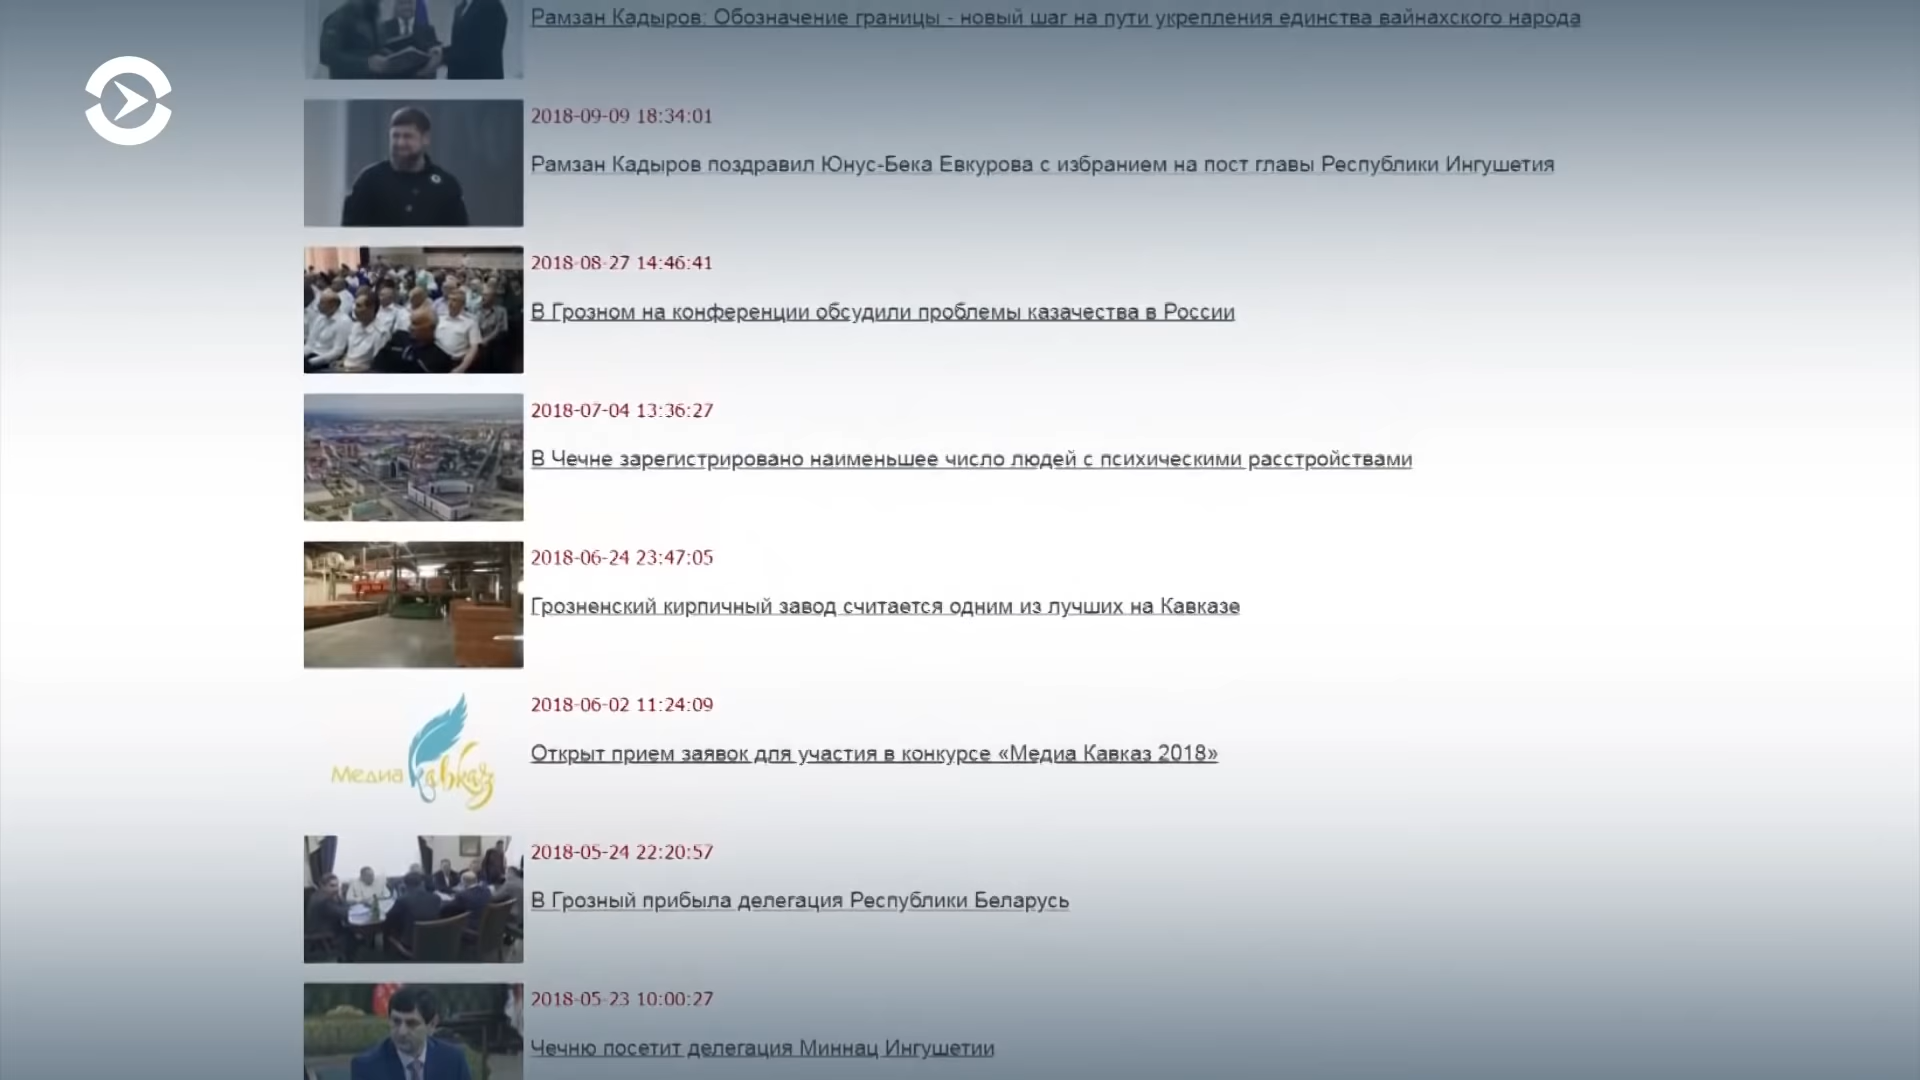 Рамзан Кадыров: Обозначение границы - новый шаг на пути укрепления единства вайнахского народа
2018-09-09 18:34:01
Рамзан Кадыров поздравил Юнус-Бека Евкурова с избранием на пост главы Республики Ингушетия
2018-08-27 14:46:41
В Грозном на конференции обсудили проблемы казачества в России
2018-07-04 13:36:27
В Чечне зарегистрировано наименьшее число людей с психическими расстройствами
2018-06-24 23:47:05
Грозненский кирпичный завод считается одним из лучших на Кавказе
2018-06-02 11:24:09
Медиа Кавказ
Открыт прием заявок для участия в конкурсе «Медиа Кавказ 2018»
2018-05-24 22:20:57
В Грозный прибыла делегация Республики Беларусь
2018-05-23 10:00:27
Чечню посетит делегация Миннац Ингушетии